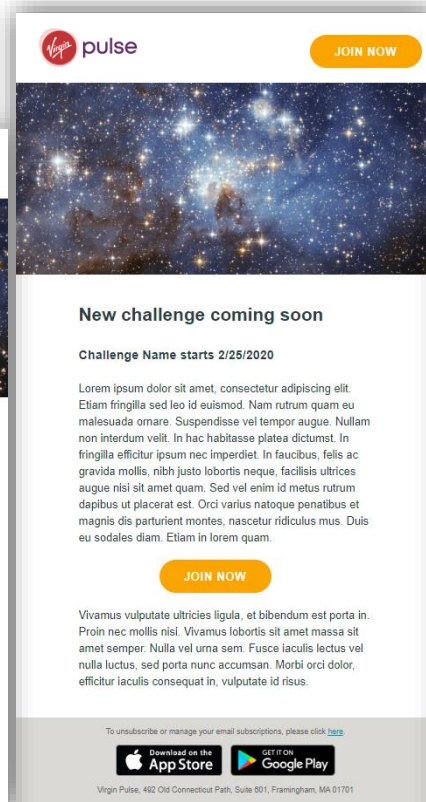 Virgin pulse
JOIN NOW
New challenge coming soon
Challenge Name starts 2/25/2020
Lorem ipsum dolor sit amet, consectetur adipiscing elit.
Etiam fringilla sed leo id euismod. Nam rutrum quam eu
malesuada ornare. Suspendisse vel tempor augue. Nullam
non interdum velit. In hac habitasse platea dictumst. In
fringilla efficitur ipsum nec imperdiet. In faucibus, felis ac
gravida mollis, nibh justo lobortis neque, facilisis ultrices
augue nisi sit amet quam. Sed vel enim id metus rutrum
dapibus ut placerat est. Orci varius natoque penatibus et
magnis dis parturient montes, nascetur ridiculus mus. Duis
eu sodales diam. Etiam in lorem quam.
JOIN NOW
Vivamus vulputate ultricies ligula, et bibendum est porta in.
Proin nec mollis nisi. Vivamus lobortis sit amet massa sit
amet semper. Nulla vel urna sem. Fusce iaculis lectus vel
nulla luctus, sed porta nunc accumsan. Morbi orci dolor,
efficitur iaculis consequat in, vulputate id risus.
To unsubscribe or manage your email subscriptions, please click here.
Download on the
App Store
GET IT ON
Google Play
Virgin Pulse, 492 Old Connecticut Path, Suite 601, Framingham, MA 01701